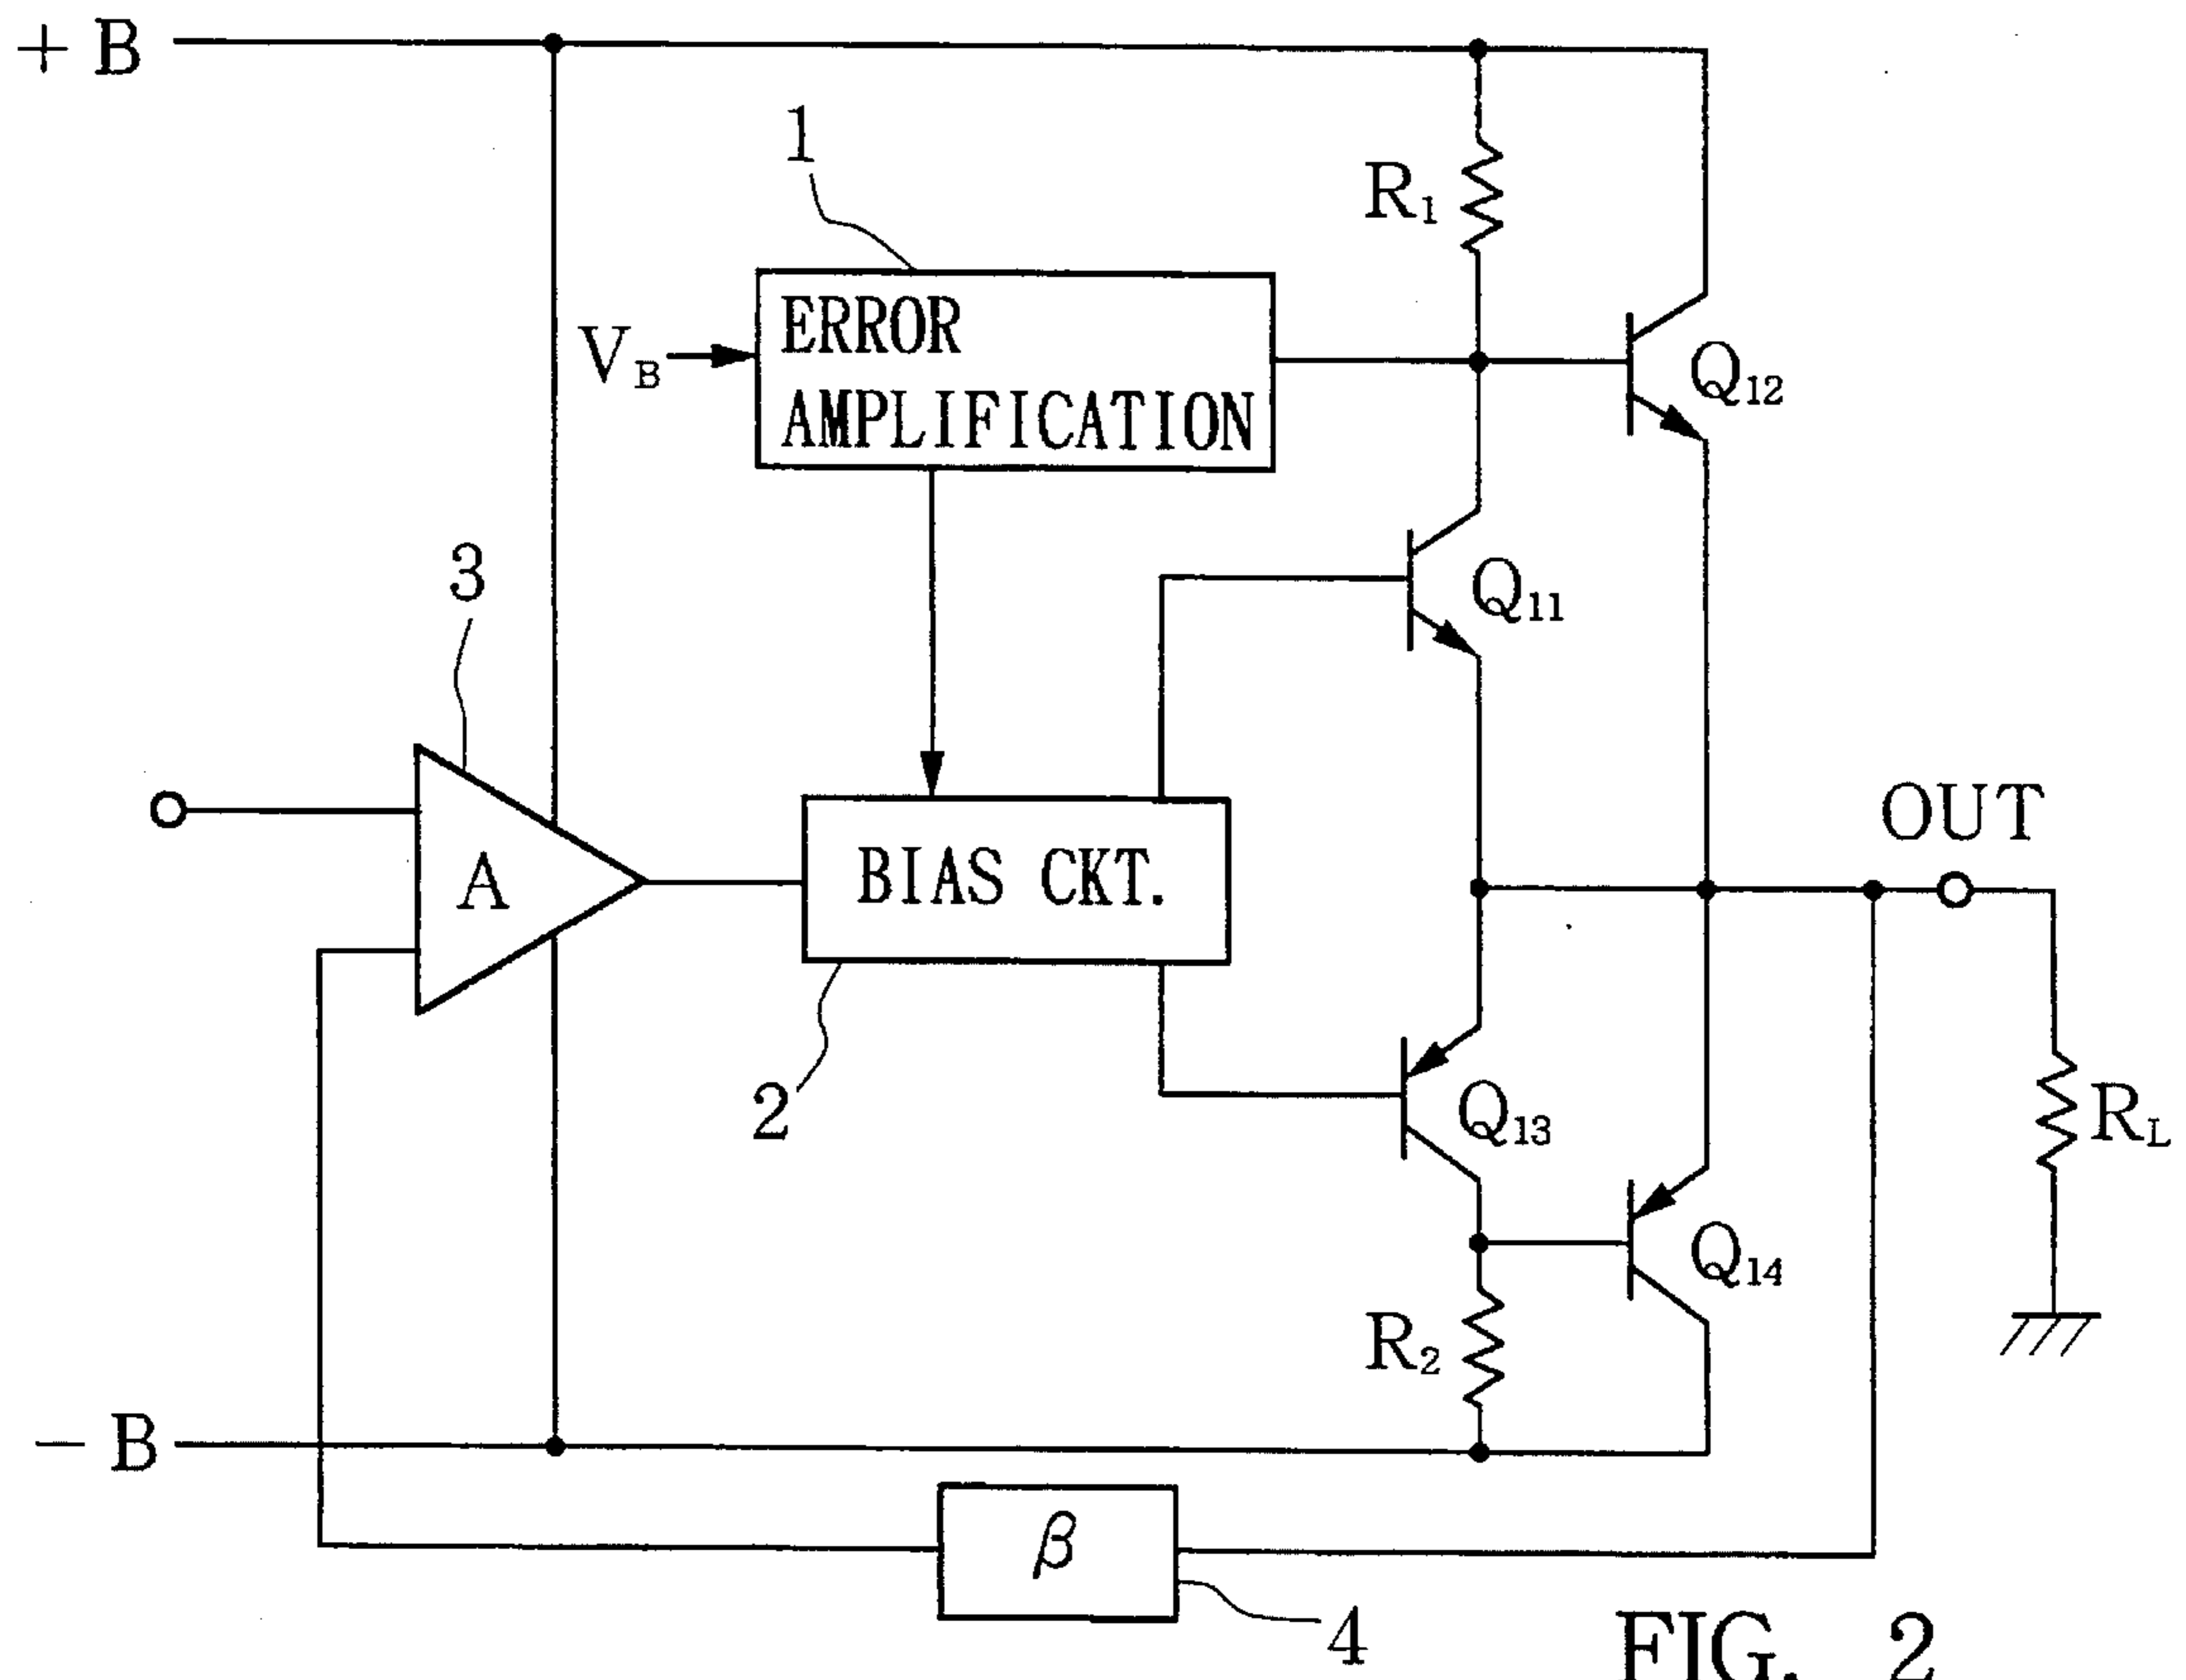 + B
1
R1
ERROR
AMPLIFICATION
VB
Q12
Q11
3
OUT
A
BIAS CKT.
2
Q13
RL
Q14
R2
− B
β
4
FIG. 2